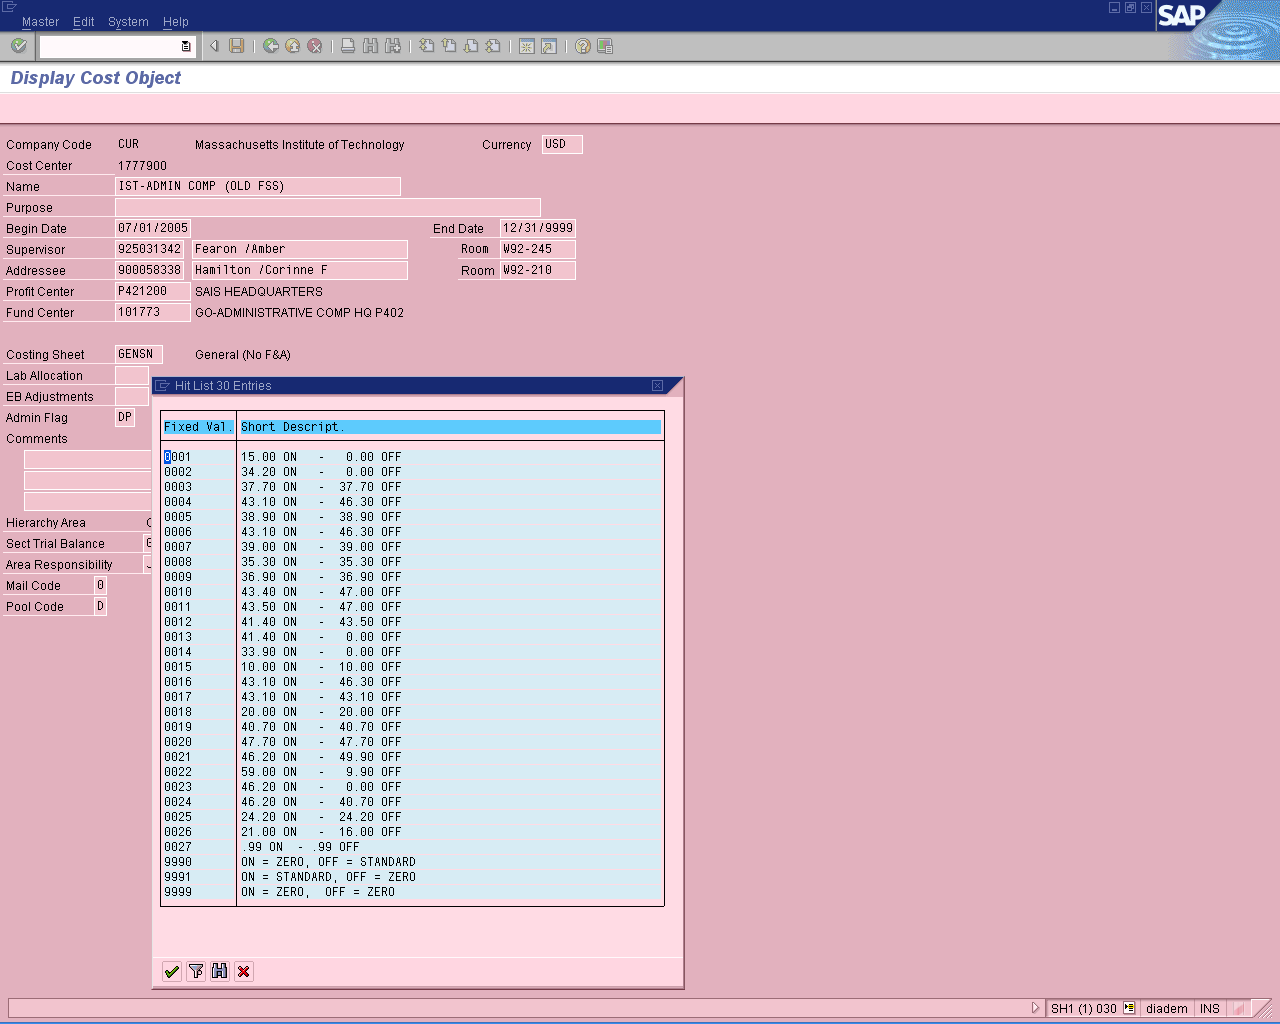 Master Edit System Help
SAP
Display Cost Object
Company Code CUR Massachusetts Institute of Technology Currency USD
Cost Center 1777900
Name IST-ADMIN COMP (OLD FSS)
Purpose
Begin Date 07/01/2005 End Date 12/31/9999
Supervisor 925031342 Fearon /Amber Room W92-245
Addressee 900058338 Hamilton /Corinne F Room W92-210
Profit Center P421200 SAIS HEADQUARTERS
Fund Center 101773 GO-ADMINISTRATIVE COMP HQ P402
Costing Sheet GENSN General (No F&A)
Lab Allocation
EB Adjustments
Admin Flag DP
Comments
Hierarchy Area
Sect Trial Balance
Area Responsibility
Mail Code 0
Pool Code D
Hit List 30 Entries
Fixed Val. Short Descript.
0001 15.00 ON - 0.00 OFF
0002 34.20 ON - 0.00 OFF
0003 37.70 ON - 37.70 OFF
0004 43.10 ON - 46.30 OFF
0005 38.90 ON - 38.90 OFF
0006 43.10 ON - 46.30 OFF
0007 39.00 ON - 39.00 OFF
0008 35.30 ON - 35.30 OFF
0009 36.90 ON - 36.90 OFF
0010 43.40 ON - 47.00 OFF
0011 43.50 ON - 47.00 OFF
0012 41.40 ON - 43.50 OFF
0013 41.40 ON - 0.00 OFF
0014 33.90 ON - 0.00 OFF
0015 10.00 ON - 10.00 OFF
0016 43.10 ON - 46.30 OFF
0017 43.10 ON - 43.10 OFF
0018 20.00 ON - 20.00 OFF
0019 40.70 ON - 40.70 OFF
0020 47.70 ON - 47.70 OFF
0021 46.20 ON - 49.90 OFF
0022 59.00 ON - 9.90 OFF
0023 46.20 ON - 0.00 OFF
0024 46.20 ON - 40.70 OFF
0025 24.20 ON - 24.20 OFF
0026 21.00 ON - 16.00 OFF
0027 .99 ON - .99 OFF
9990 ON = ZERO, OFF = STANDARD
9991 ON = STANDARD, OFF = ZERO
9999 ON = ZERO, OFF = ZERO
SH1 (1) 030 diadem INS